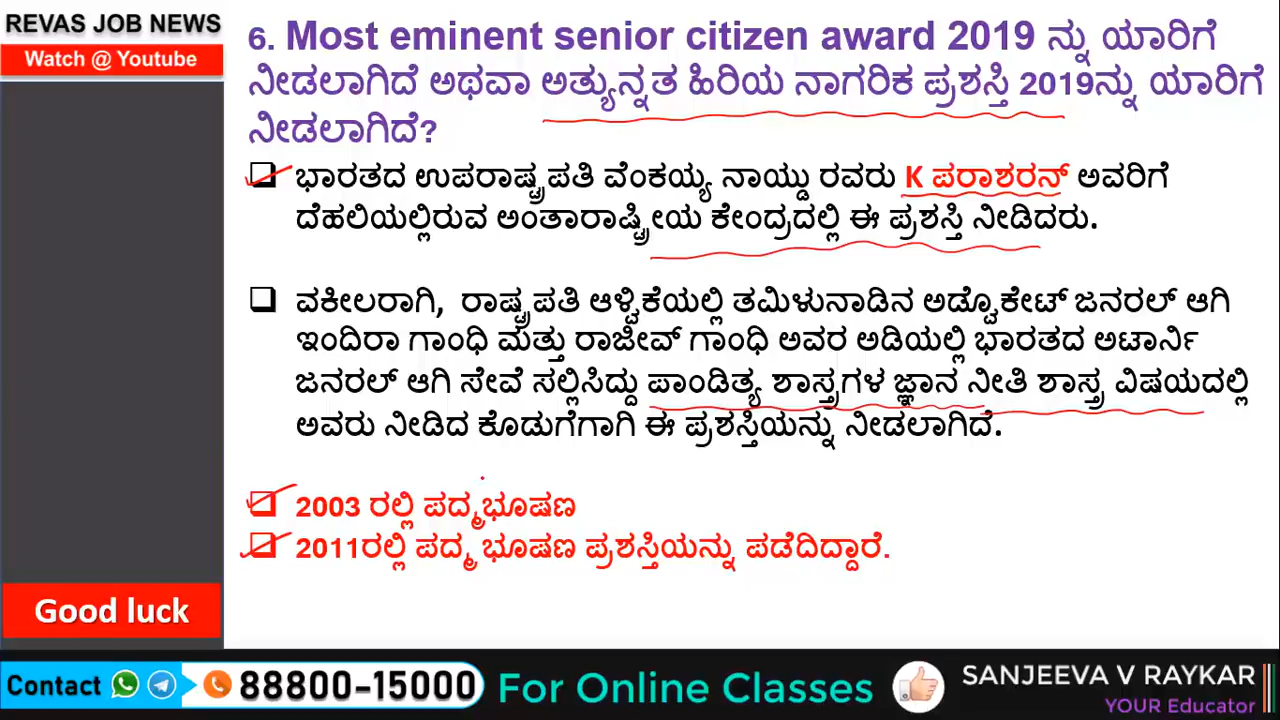 REVAS JOB NEWS
Watch @ Youtube
6. Most eminent senior citizen award 2019 ನ್ನು ಯಾರಿಗೆ
ನೀಡಲಾಗಿದೆ ಅಥವಾ ಅತ್ಯುನ್ನತ ಹಿರಿಯ ನಾಗರಿಕ ಪ್ರಶಸ್ತಿ 2019ನ್ನು ಯಾರಿಗೆ
ನೀಡಲಾಗಿದೆ?
ಭಾರತದ ಉಪರಾಷ್ಟ್ರಪತಿ ವೆಂಕಯ್ಯ ನಾಯ್ಡು ರವರು K ಪರಾಶರನ್ ಅವರಿಗೆ
ದೆಹಲಿಯಲ್ಲಿರುವ ಅಂತಾರಾಷ್ಟ್ರೀಯ ಕೇಂದ್ರದಲ್ಲಿ ಈ ಪ್ರಶಸ್ತಿ ನೀಡಿದರು.
ವಕೀಲರಾಗಿ, ರಾಷ್ಟ್ರಪತಿ ಆಳ್ವಿಕೆಯಲ್ಲಿ ತಮಿಳುನಾಡಿನ ಅಡ್ವೊಕೇಟ್ ಜನರಲ್ ಆಗಿ
ಇಂದಿರಾ ಗಾಂಧಿ ಮತ್ತು ರಾಜೀವ್ ಗಾಂಧಿ ಅವರ ಅಡಿಯಲ್ಲಿ ಭಾರತದ ಅಟಾರ್ನಿ
ಜನರಲ್ ಆಗಿ ಸೇವೆ ಸಲ್ಲಿಸಿದ್ದು ಪಾಂಡಿತ್ಯ ಶಾಸ್ತ್ರಗಳ ಜ್ಞಾನ ನೀತಿ ಶಾಸ್ತ್ರ ವಿಷಯದಲ್ಲಿ
ಅವರು ನೀಡಿದ ಕೊಡುಗೆಗಾಗಿ ಈ ಪ್ರಶಸ್ತಿಯನ್ನು ನೀಡಲಾಗಿದೆ.
2003 ರಲ್ಲಿ ಪದ್ಮಭೂಷಣ
2011ರಲ್ಲಿ ಪದ್ಮ ಭೂಷಣ ಪ್ರಶಸ್ತಿಯನ್ನು ಪಡೆದಿದ್ದಾರೆ.
Good luck
Contact 88800-15000 For Online Classes
SANJEEVA V RAYKAR
YOUR Educator